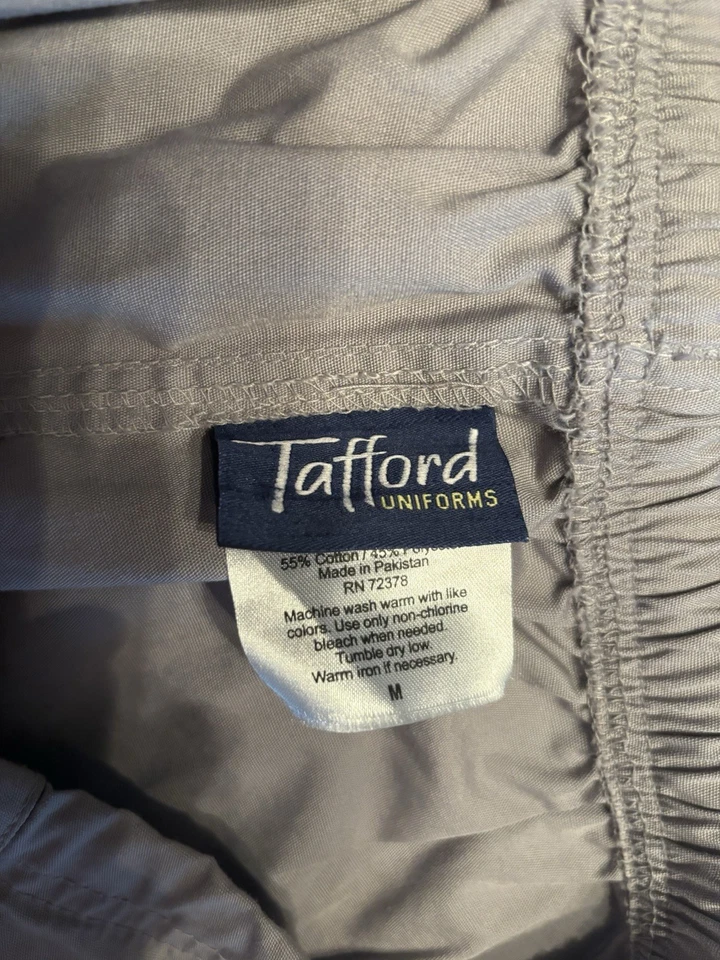 Tafford
UNIFORMS
55% Cotton / 45%
Made in Pakistan
RN 72378
Machine wash warm with like
colors. Use only non-chlorine
bleach when needed.
Tumble dry low
Warm iron if necessary.
M